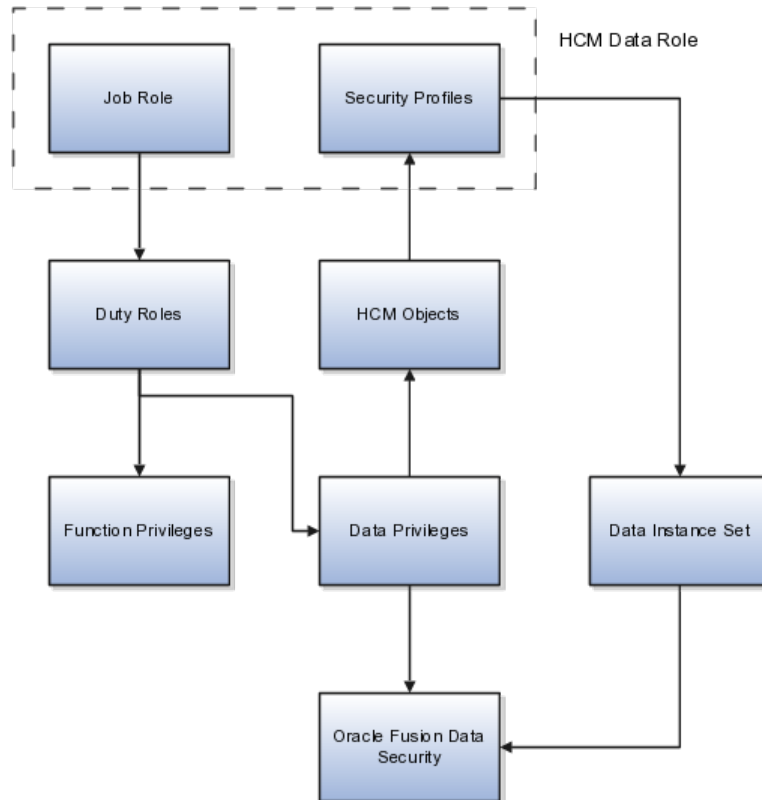 HCM Data Role
Job Role
Security Profiles
Duty Roles
HCM Objects
Function Privileges
Data Privileges
Data Instance Set
Oracle Fusion Data
Security